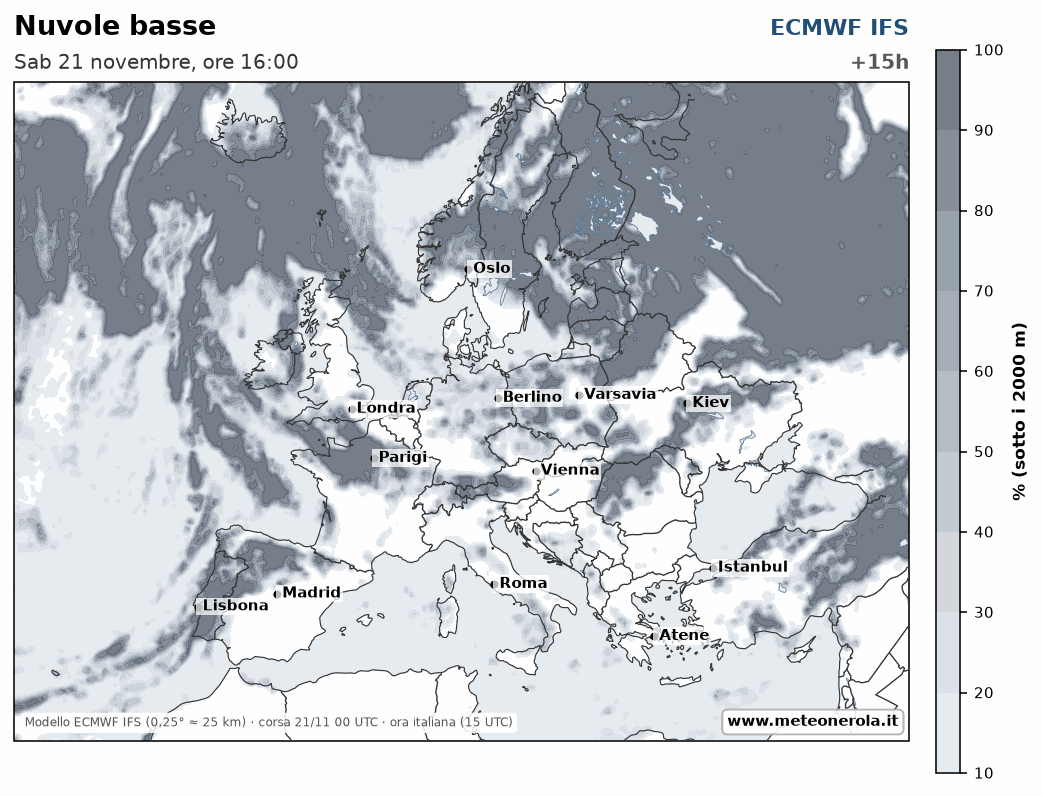 Nuvole basse
ECMWF IFS
Sab 21 novembre, ore 16:00
+15h
Oslo
Berlino
Varsavia
Kiev
Londra
Parigi
Vienna
Istanbul
Roma
Madrid
Lisbona
Atene
Modello ECMWF IFS (0,25° ≈ 25 km) · corsa 21/11 00 UTC · ora italiana (15 UTC)
www.meteonerola.it
100
90
80
70
60
50
40
30
20
10
% (sotto i 2000 m)